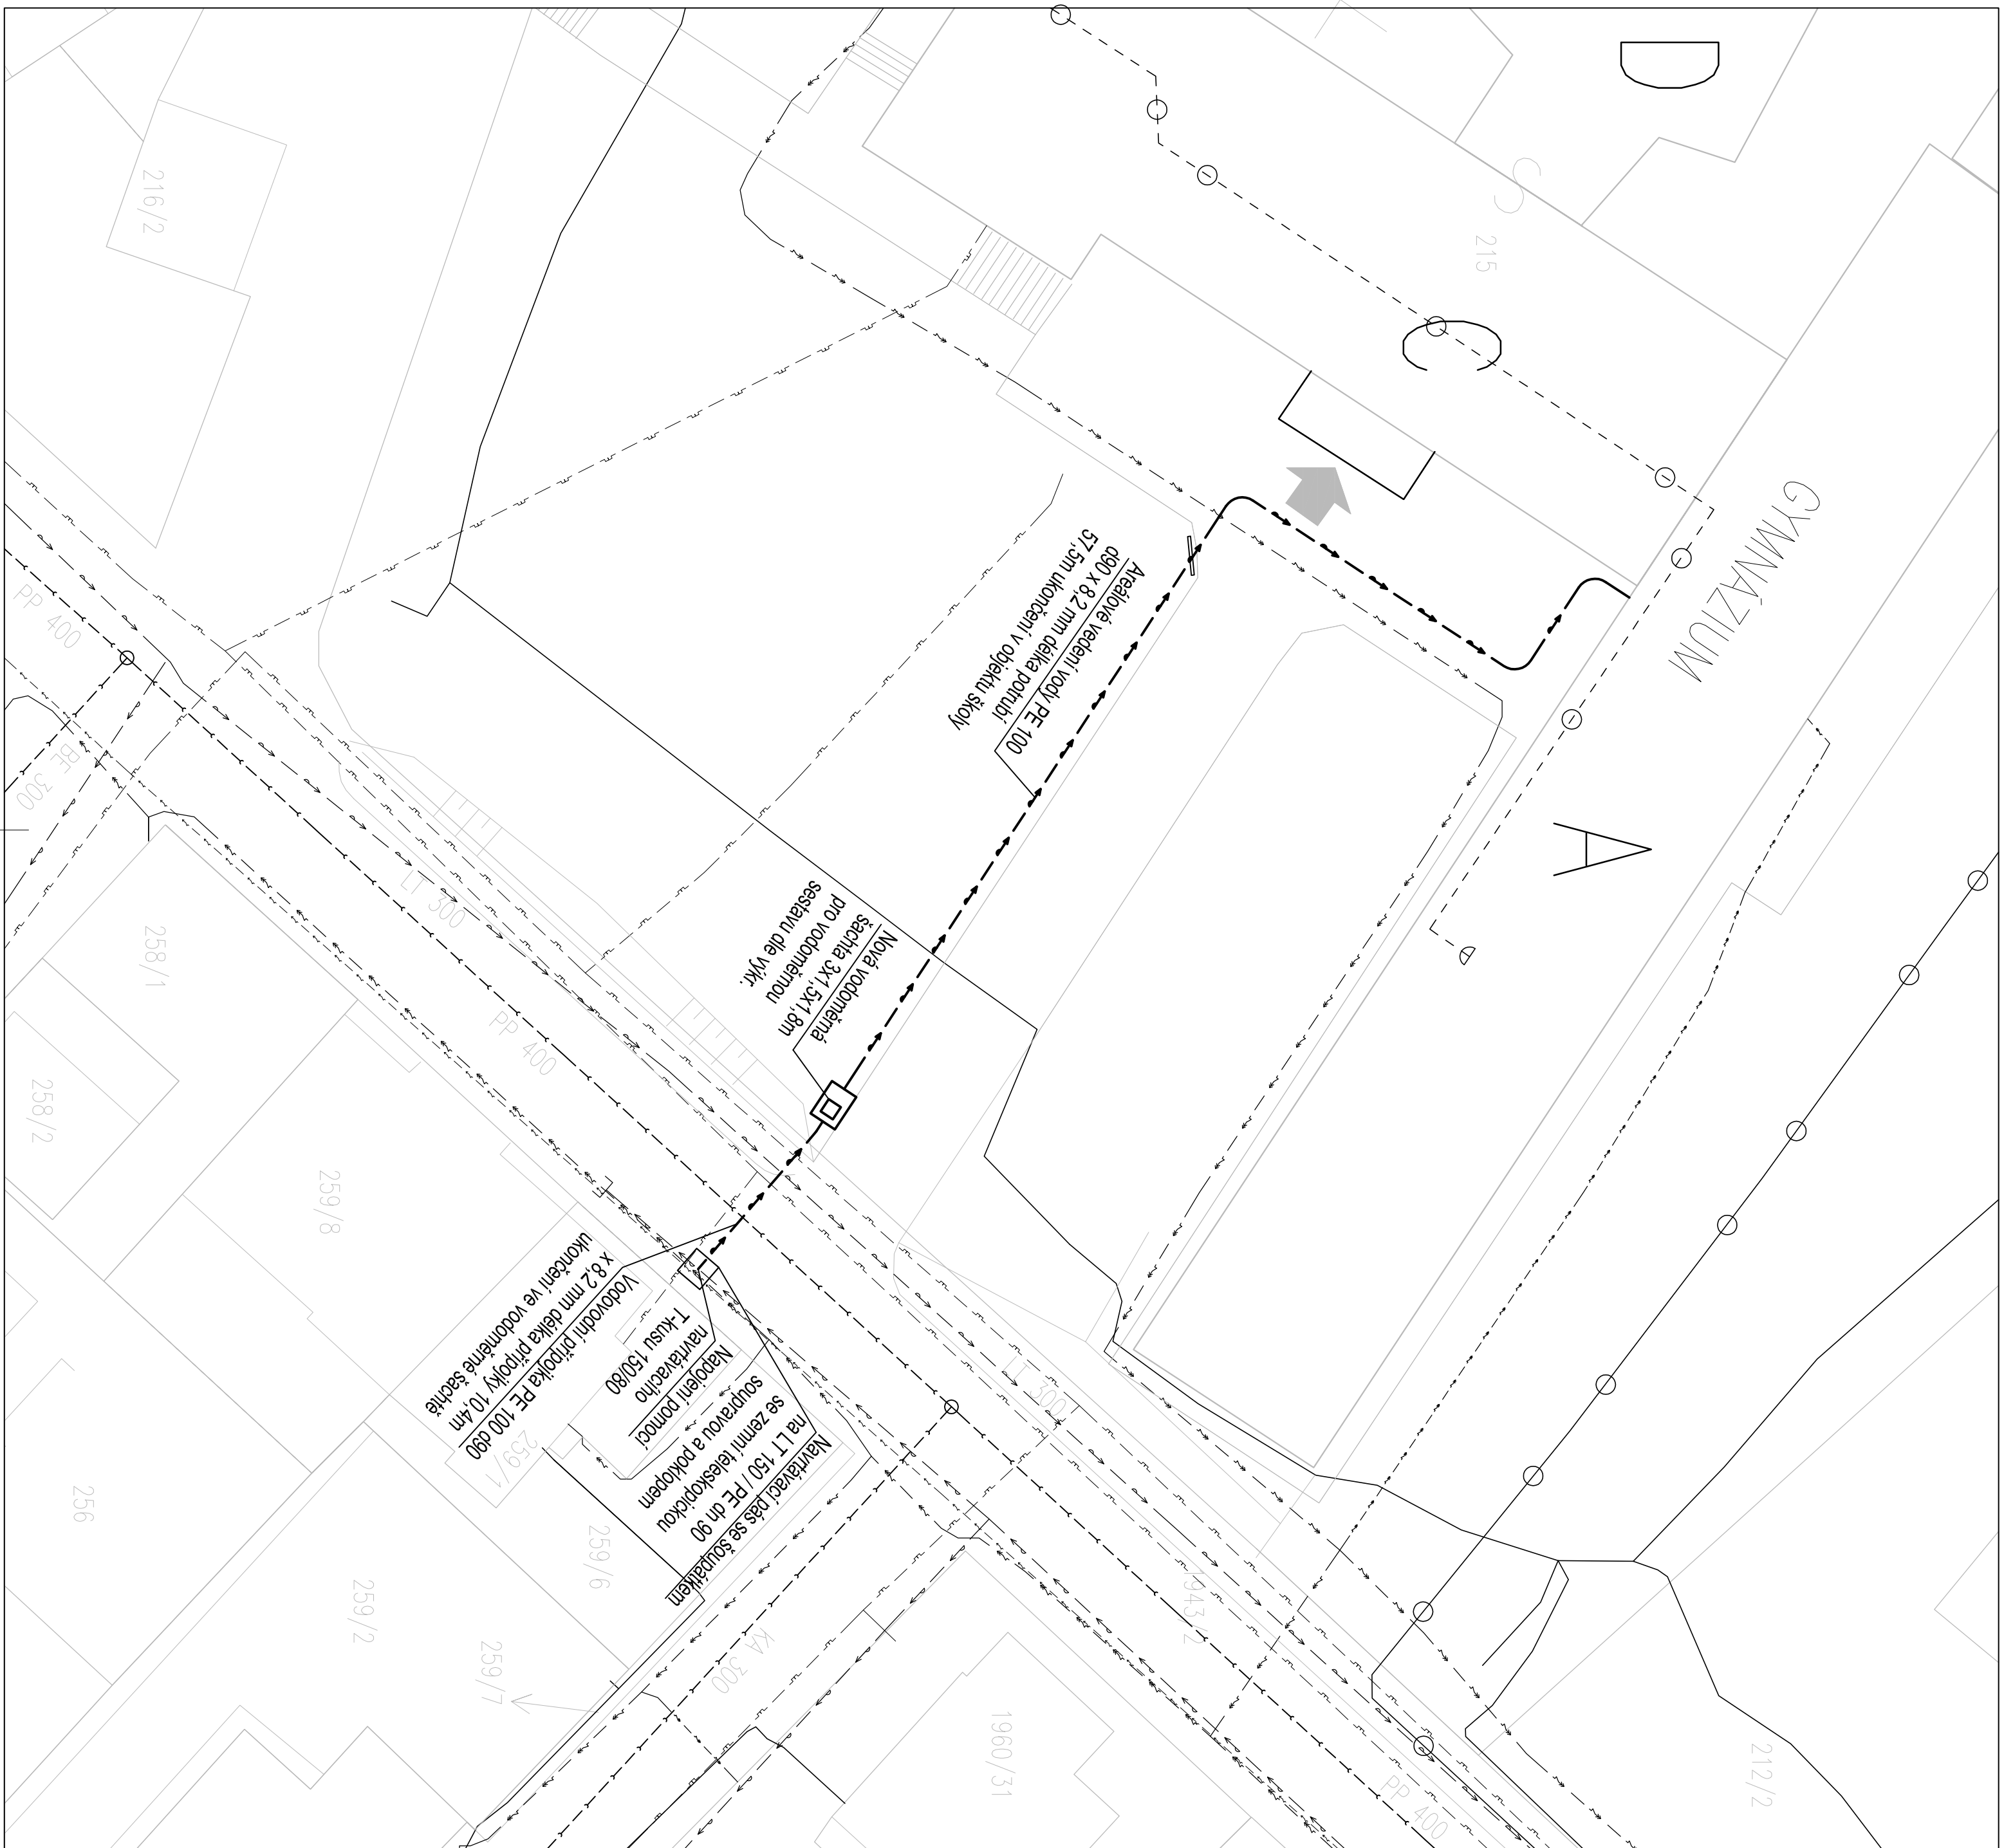 216/2
S
215
D
C
A
GYMNAZIUM
Areálové vedení vody PE 100
d90 x 8,2 mm délka potrubí
57,5m ukončení v objektu školy
Nová vodoměrná
šachta 3x1,5x1,8m
pro vodoměrnou
sestavu dle výkr.
PP 400
BE 300
LT 300
PP 400
258/1
258/2
259/8
Vodovodní přípojka PE 100 d90
x 8,2 mm délka přípojky 10,4m
ukončení ve vodoměrné šachtě
Napojení pomocí
navrtávacího
T-kusu 150/80
Navrtávací pás se šoupátkem
na LT 150 / PE dn 90
se zemní teleskopickou
soupravou a poklopem
259/1
LT 300
256
259/6
259/2
259/7
KA 300
1943/2
1960/31
PP 400
212/2